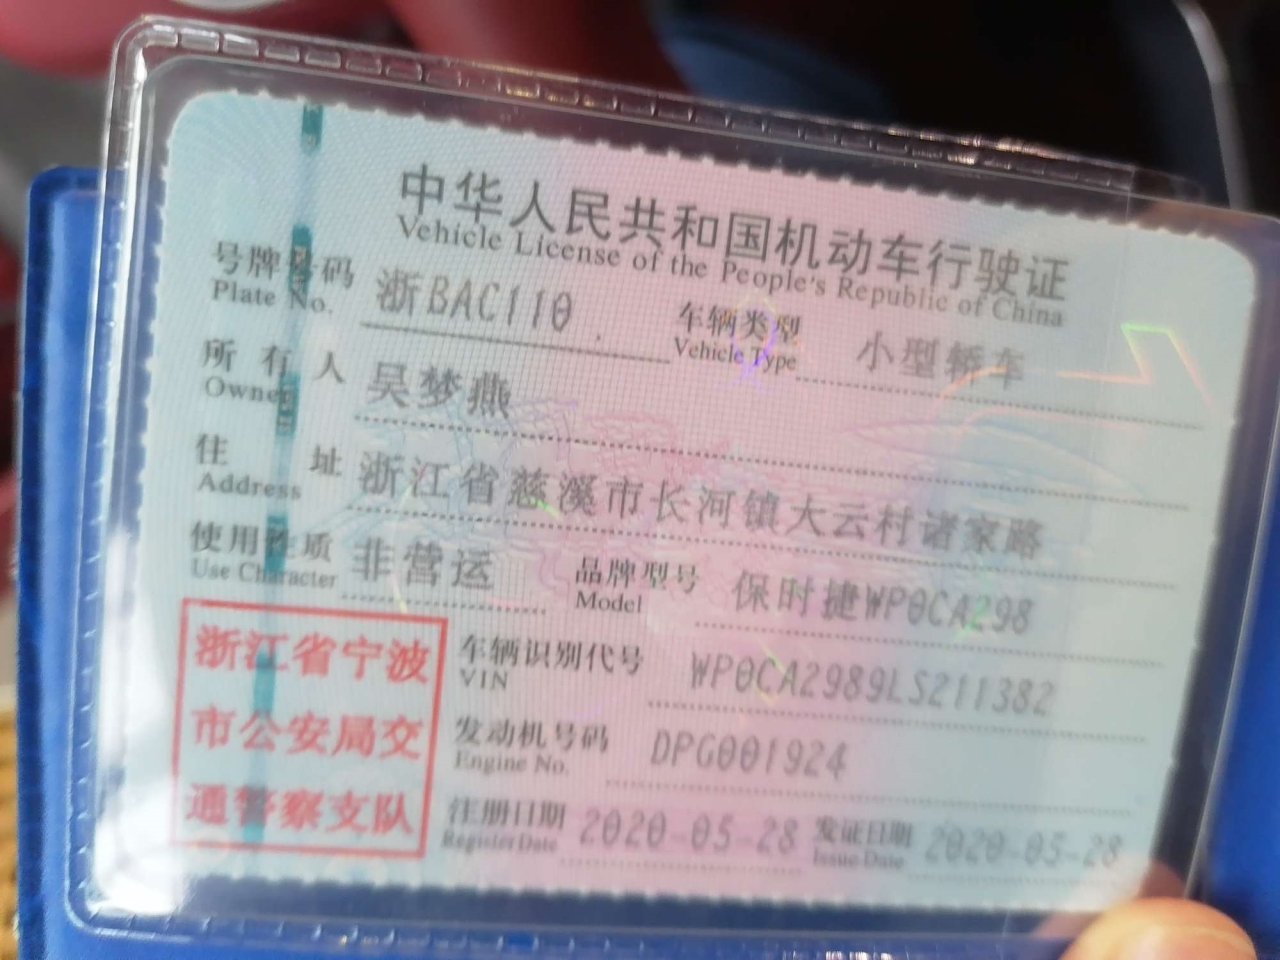 中华人民共和国机动车行驶证
Vehicle License of the People's Republic of China
号牌号码 浙BAC110 车辆类型 小型轿车
Plate No. Vehicle Type
所有人 吴梦燕
Owner
住址 浙江省慈溪市长河镇大云村诸家路
Address
使用性质 非营运 品牌型号 保时捷WP0CA298
Use Character Model
浙江省宁波
市公安局交
通警察支队
车辆识别代号 WP0CA2989LS211382
VIN
发动机号码 DPG001924
Engine No.
注册日期 2020-05-28 发证日期 2020-05-28
Register Date Issue Date